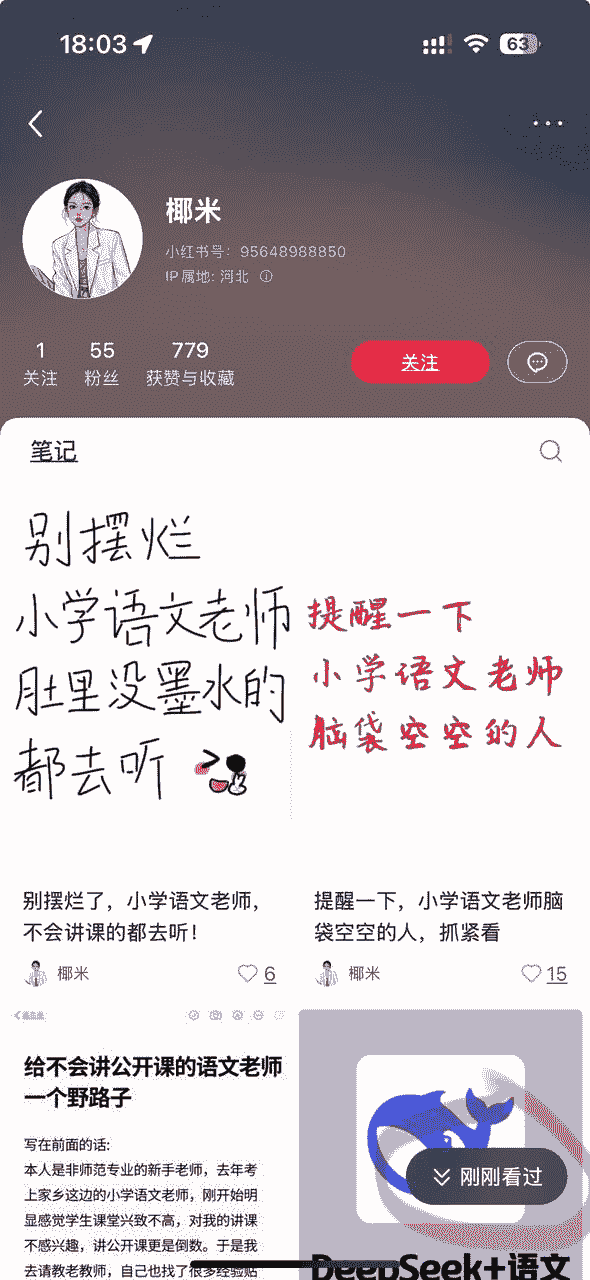 18:03
63
椰米
小红书号：95648988850
IP属地: 河北
1
55
779
关注
粉丝
获赞与收藏
关注
笔记
别摆烂
小学语文老师
肚里没墨水的
都去听
提醒一下
小学语文老师
脑袋空空的人
别摆烂了，小学语文老师，
不会讲课的都去听！
椰米
6
提醒一下，小学语文老师脑
袋空空的人，抓紧看
椰米
15
给不会讲公开课的语文老师
一个野路子
写在前面的话:
本人是非师范专业的新手老师，去年考
上家乡这边的小学语文老师，刚开始明
显感觉学生课堂兴致不高，对我的讲课
不感兴趣，讲公开课更是倒数。于是我
去请教老教师，自己也找了很多经验贴
刚刚看过
DeepSeek+语文